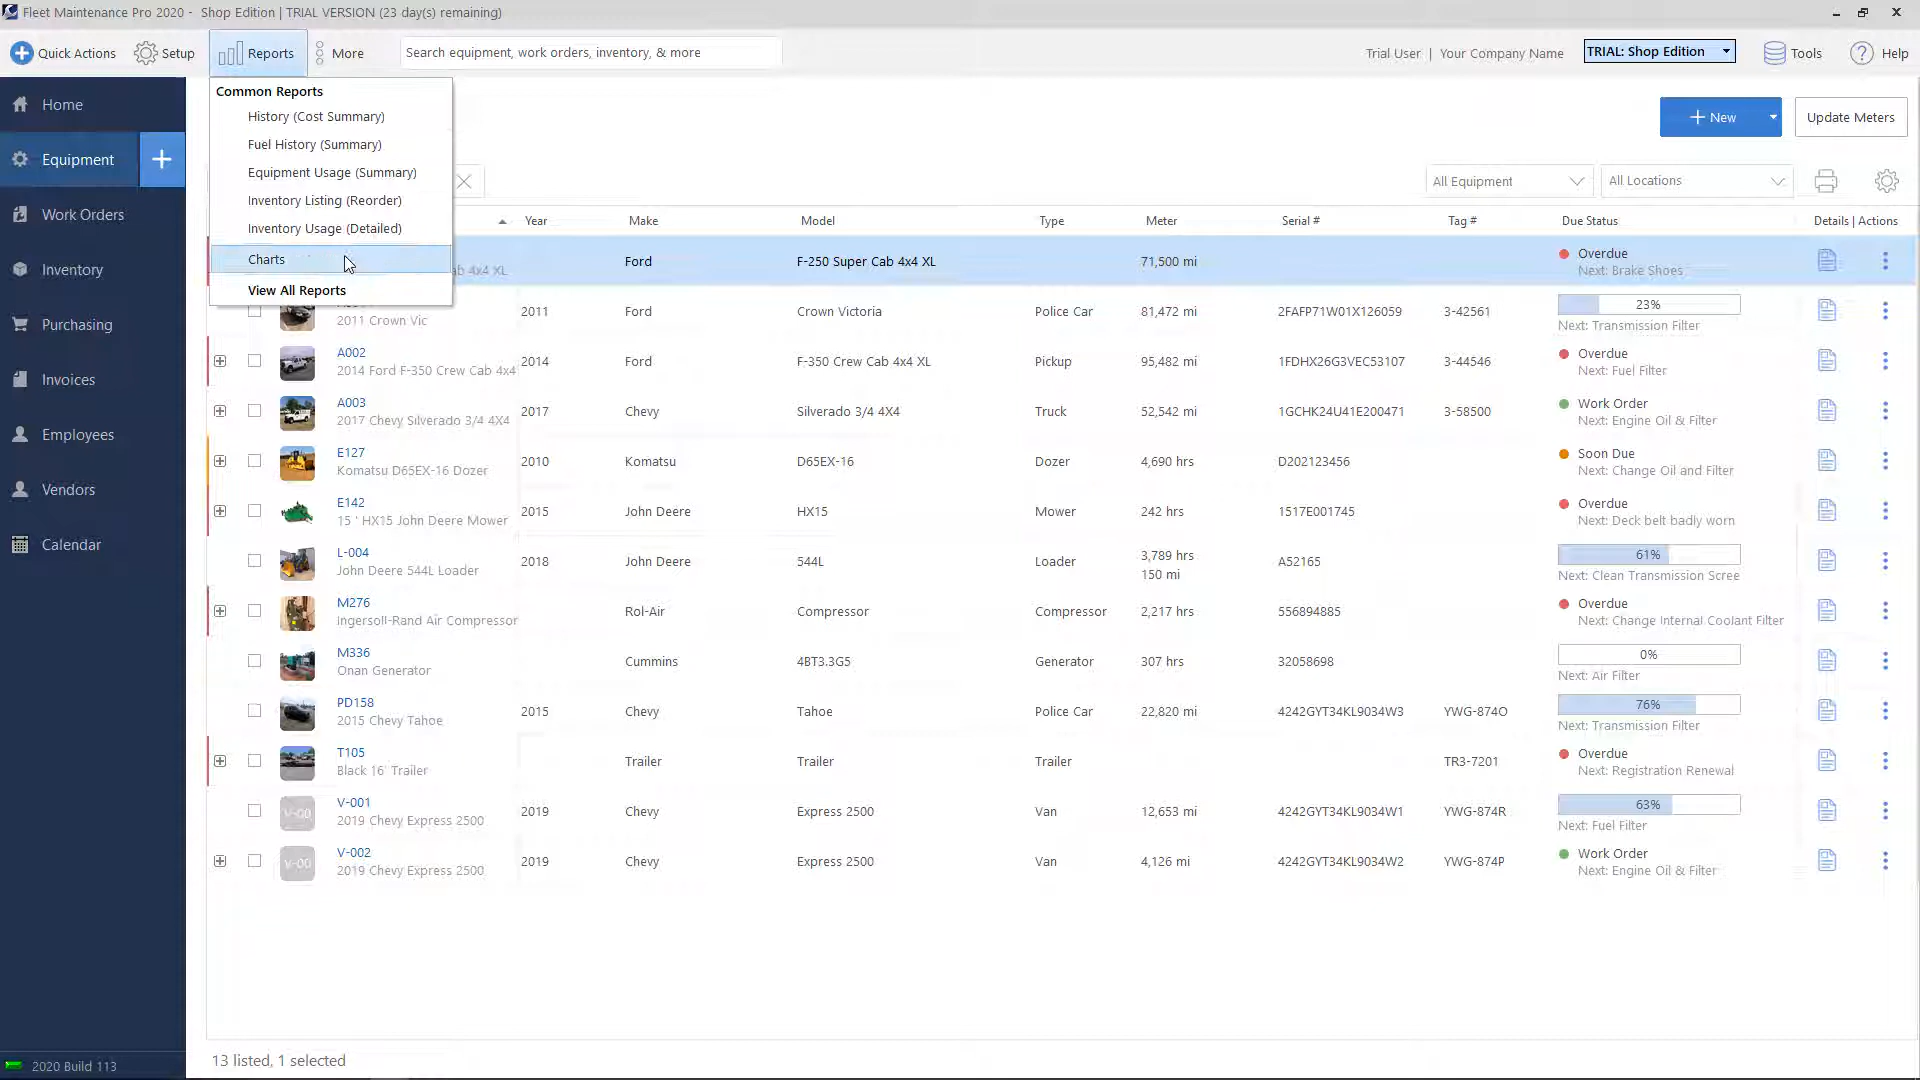 Fleet Maintenance Pro 2020 -  Shop Edition | TRIAL VERSION (23 day(s) remaining)
Quick Actions Setup Reports More Search equipment, work orders, inventory, & more Trial User | Your Company Name TRIAL: Shop Edition Tools Help
Common Reports
History (Cost Summary)
Fuel History (Summary)
Equipment Usage (Summary)
Inventory Listing (Reorder)
Inventory Usage (Detailed)
Charts
View All Reports
Home
Equipment
Work Orders
Inventory
Purchasing
Invoices
Employees
Vendors
Calendar
2020 Build 113
New Update Meters
All Equipment All Locations
Year Make Model Type Meter Serial # Tag # Due Status Details | Actions
Ford F-250 Super Cab 4x4 XL 71,500 mi Overdue
4x4 XL Next: Brake Shoes
2011 Ford Crown Victoria Police Car 81,472 mi 2FAFP71W01X126059 3-42561 23%
2011 Crown Vic Next: Transmission Filter
A002 2014 Ford F-350 Crew Cab 4x4 XL Pickup 95,482 mi 1FDHX26G3VEC53107 3-44546 Overdue
2014 Ford F-350 Crew Cab 4x4 Next: Fuel Filter
A003 2017 Chevy Silverado 3/4 4X4 Truck 52,542 mi 1GCHK24U41E200471 3-58500 Work Order
2017 Chevy Silverado 3/4 4X4 Next: Engine Oil & Filter
E127 2010 Komatsu D65EX-16 Dozer 4,690 hrs D202123456 Soon Due
Komatsu D65EX-16 Dozer Next: Change Oil and Filter
E142 2015 John Deere HX15 Mower 242 hrs 1517E001745 Overdue
15 ' HX15 John Deere Mower Next: Deck belt badly worn
L-004 2018 John Deere 544L Loader 3,789 hrs A52165 61%
John Deere 544L Loader 150 mi Next: Clean Transmission Scree
M276 Rol-Air Compressor Compressor 2,217 hrs 556894885 Overdue
Ingersoll-Rand Air Compressor Next: Change Internal Coolant Filter
M336 Cummins 4BT3.3G5 Generator 307 hrs 32058698 0%
Onan Generator Next: Air Filter
PD158 2015 Chevy Tahoe Police Car 22,820 mi 4242GYT34KL9034W3 YWG-874O 76%
2015 Chevy Tahoe Next: Transmission Filter
T105 Trailer Trailer Trailer TR3-7201 Overdue
Black 16' Trailer Next: Registration Renewal
V-00 V-001 2019 Chevy Express 2500 Van 12,653 mi 4242GYT34KL9034W1 YWG-874R 63%
2019 Chevy Express 2500 Next: Fuel Filter
V-00 V-002 2019 Chevy Express 2500 Van 4,126 mi 4242GYT34KL9034W2 YWG-874P Work Order
2019 Chevy Express 2500 Next: Engine Oil & Filter
13 listed, 1 selected